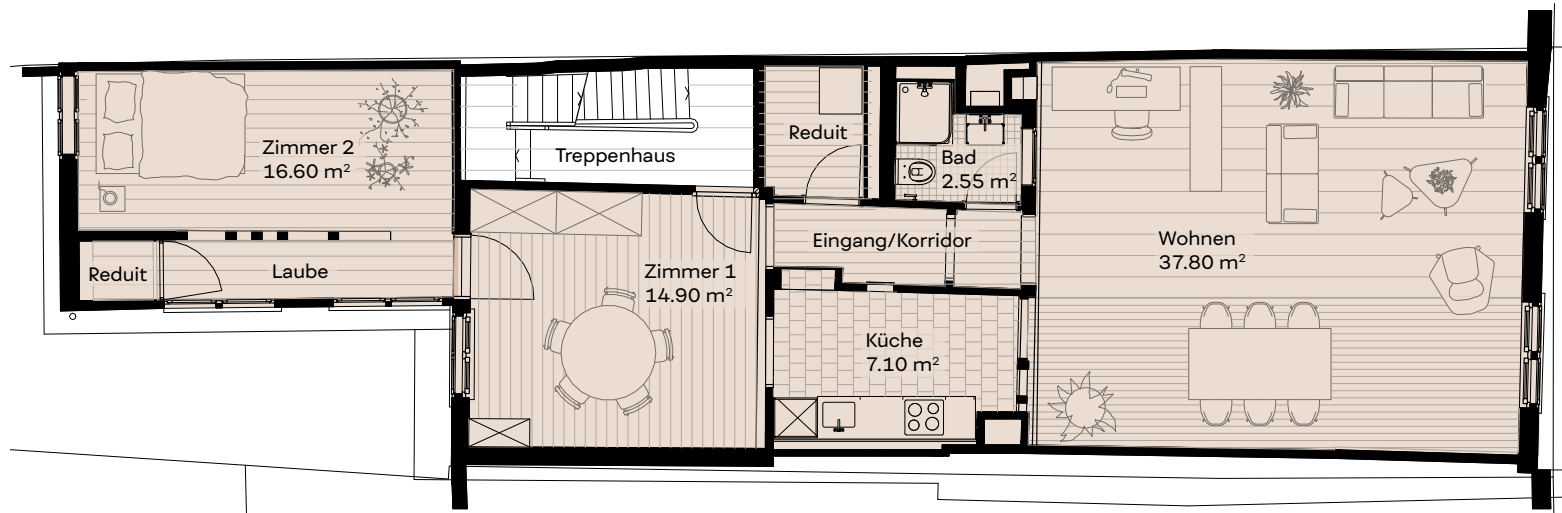 Zimmer 2
16.60 m²
Treppenhaus
Reduit
Bad
2.55 m²
Reduit
Laube
Zimmer 1
14.90 m²
Eingang/Korridor
Wohnen
37.80 m²
Küche
7.10 m²